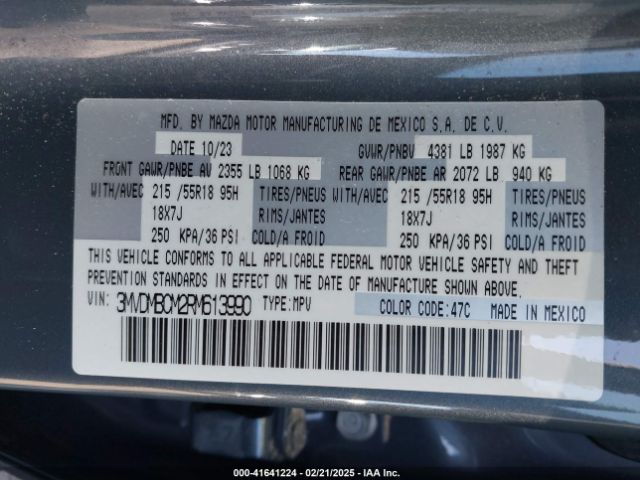 MFD. BY MAZDA MOTOR MANUFACTURING DE MEXICO S.A. DE C.V.
DATE 10/23 GVWR/PNBV 4381 LB 1987 KG
FRONT GAWR/PNBE AV 2355 LB 1068 KG REAR GAWR/PNBE AR 2072 LB 940 KG
WITH/AVEC 215 /55R18 95H TIRES/PNEUS WITH/AVEC 215 /55R18 95H TIRES/PNEUS
18X7J RIMS/JANTES 18X7J RIMS/JANTES
250 KPA/36 PSI COLD/A FROID 250 KPA/36 PSI COLD/A FROID
THIS VEHICLE CONFORMS TO ALL APPLICABLE FEDERAL MOTOR VEHICLE SAFETY AND THEFT
PREVENTION STANDARDS IN EFFECT ON THE DATE OF MANUFACTURE SHOWN ABOVE.
VIN: 3MVDMBCM2RM613990 TYPE:MPV COLOR CODE:47C MADE IN MEXICO
000-41641224 - 02/21/2025 - IAA Inc.